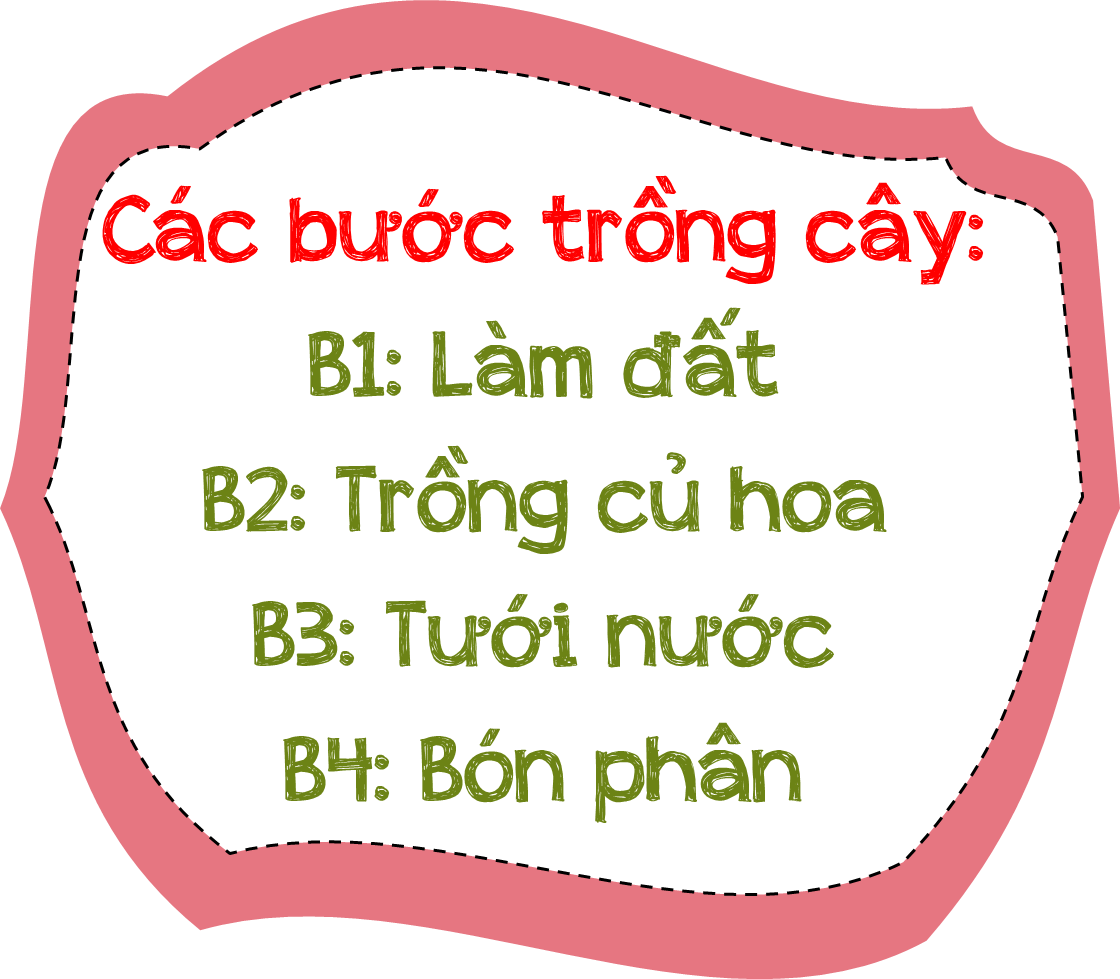 Các bước trồng cây:
B1: Làm đất
B2: Trồng củ hoa
B3: Tưới nước
B4: Bón phân